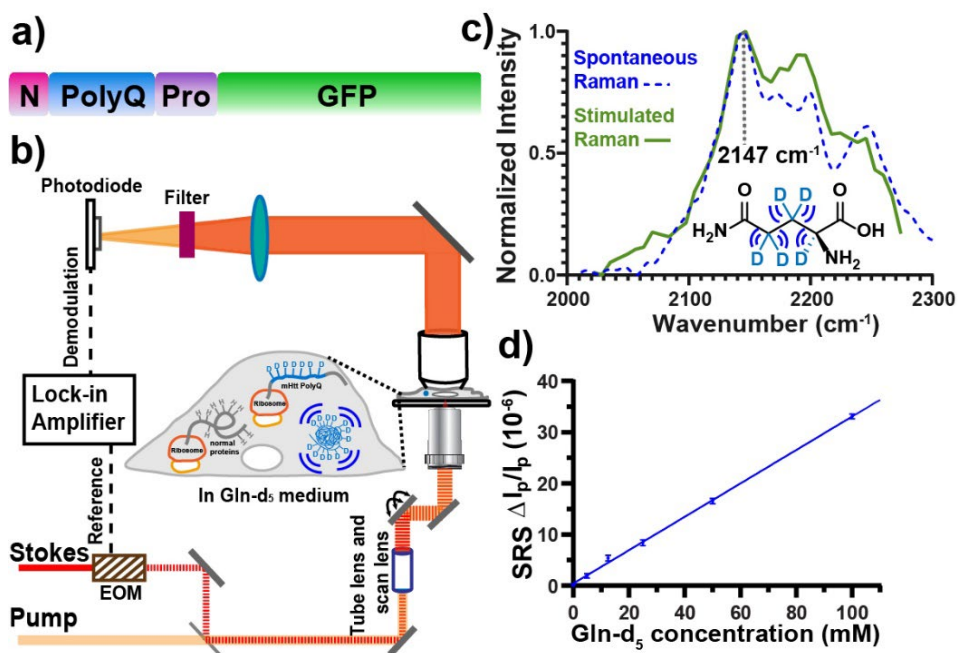 a)
N PolyQ Pro GFP
b)
Photodiode
Filter
Demodulation
Lock-in
Amplifier
Reference
D D D D D D
mHtt PolyQ
Ribosome
H H H H H
Ribosome
normal
proteins
D D D D D D D D
In Gln-d₅ medium
Tube lens and
scan lens
Stokes
EOM
Pump
c)
Normalized Intensity
1.0
0.5
0.0
Spontaneous
Raman
Stimulated
Raman
2147 cm⁻¹
O D D O
H₂N OH
D D D NH₂
2000 2100 2200 2300
Wavenumber (cm⁻¹)
d)
SRS ΔIₚ/Iₚ (10⁻⁶)
40
30
20
10
0
0 20 40 60 80 100
Gln-d₅ concentration (mM)